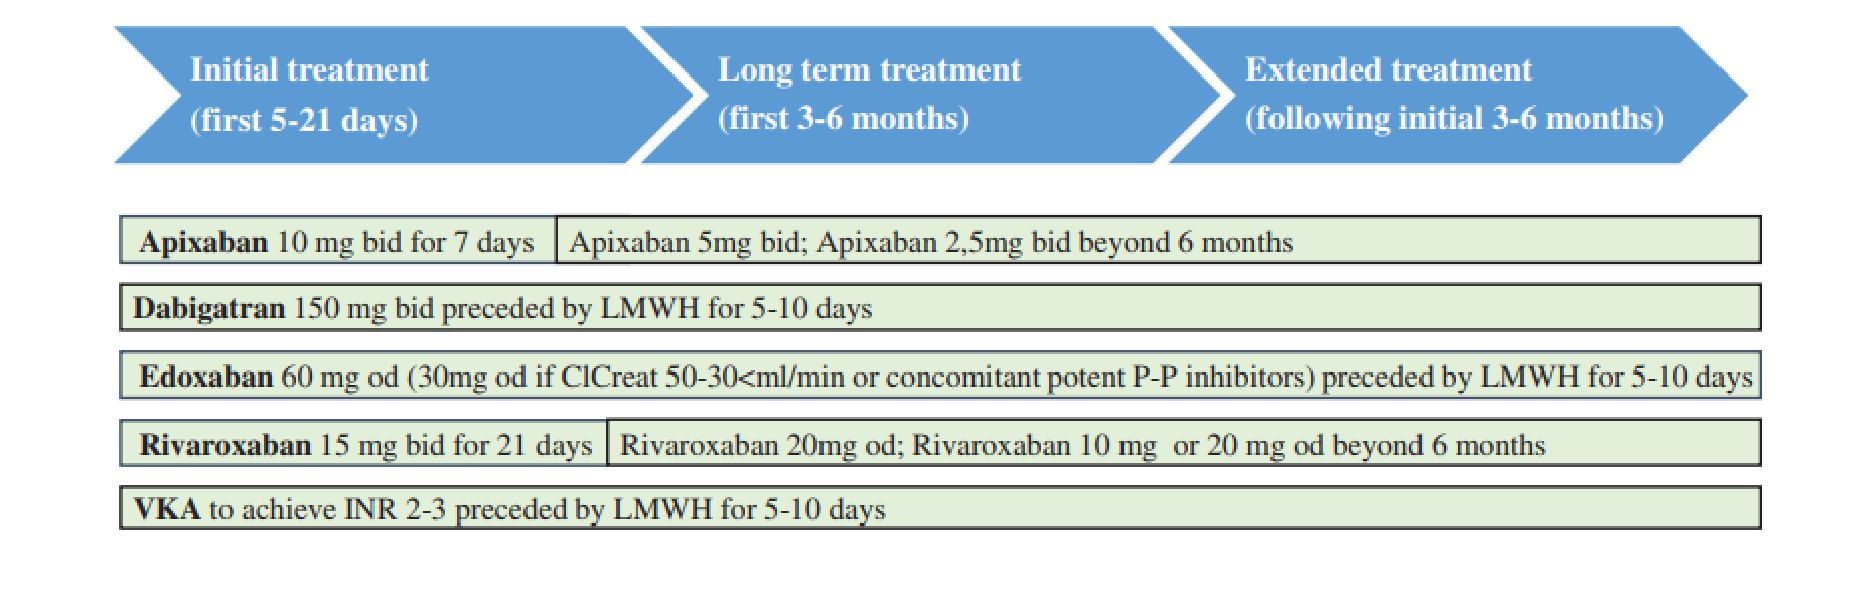 Initial treatment
(first 5-21 days)
Long term treatment
(first 3-6 months)
Extended treatment
(following initial 3-6 months)
Apixaban 10 mg bid for 7 days
Apixaban 5mg bid; Apixaban 2,5mg bid beyond 6 months
Dabigatran 150 mg bid preceded by LMWH for 5-10 days
Edoxaban 60 mg od (30mg od if ClCreat 50-30<ml/min or concomitant potent P-P inhibitors) preceded by LMWH for 5-10 days
Rivaroxaban 15 mg bid for 21 days
Rivaroxaban 20mg od; Rivaroxaban 10 mg  or 20 mg od beyond 6 months
VKA to achieve INR 2-3 preceded by LMWH for 5-10 days